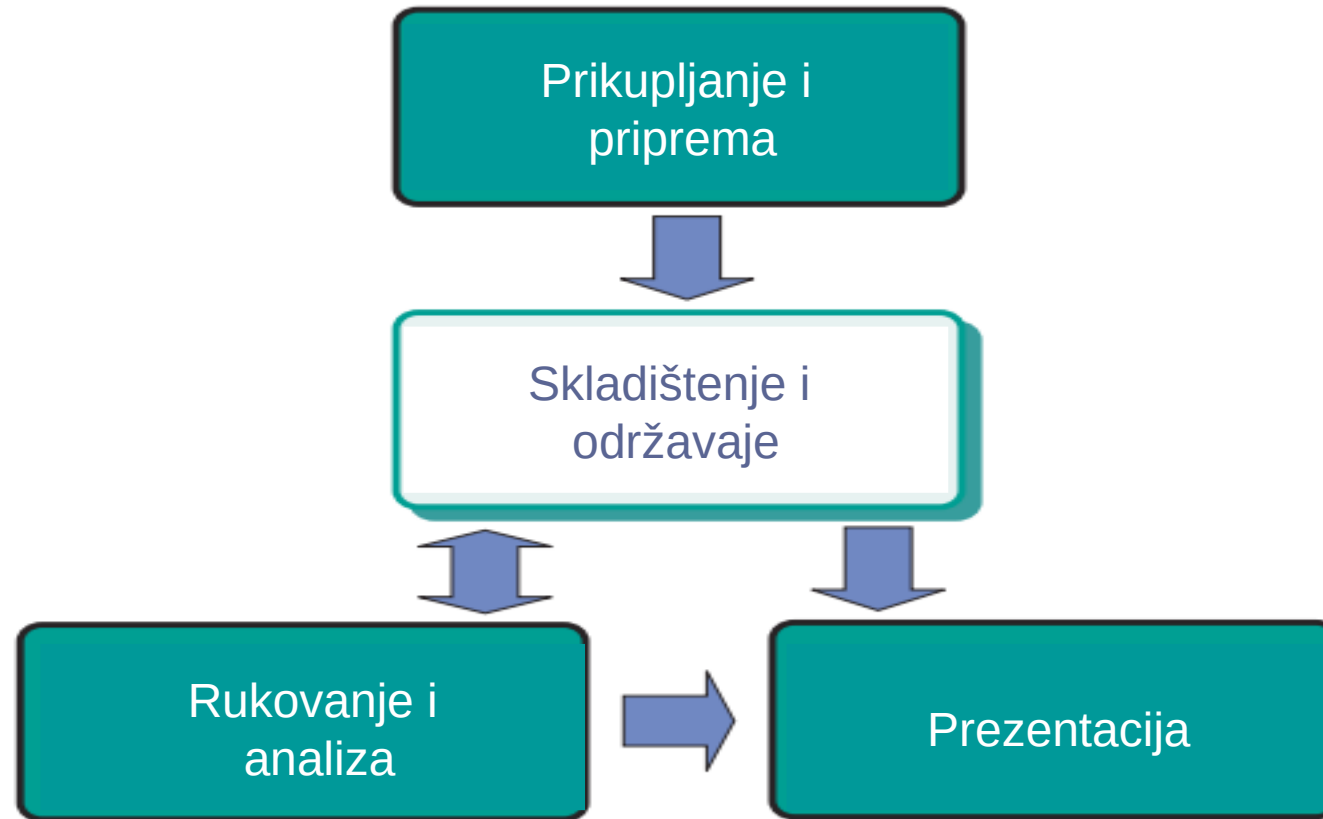 Prikupljanje i
priprema
Skladištenje i
održavaje
Rukovanje i
analiza
Prezentacija